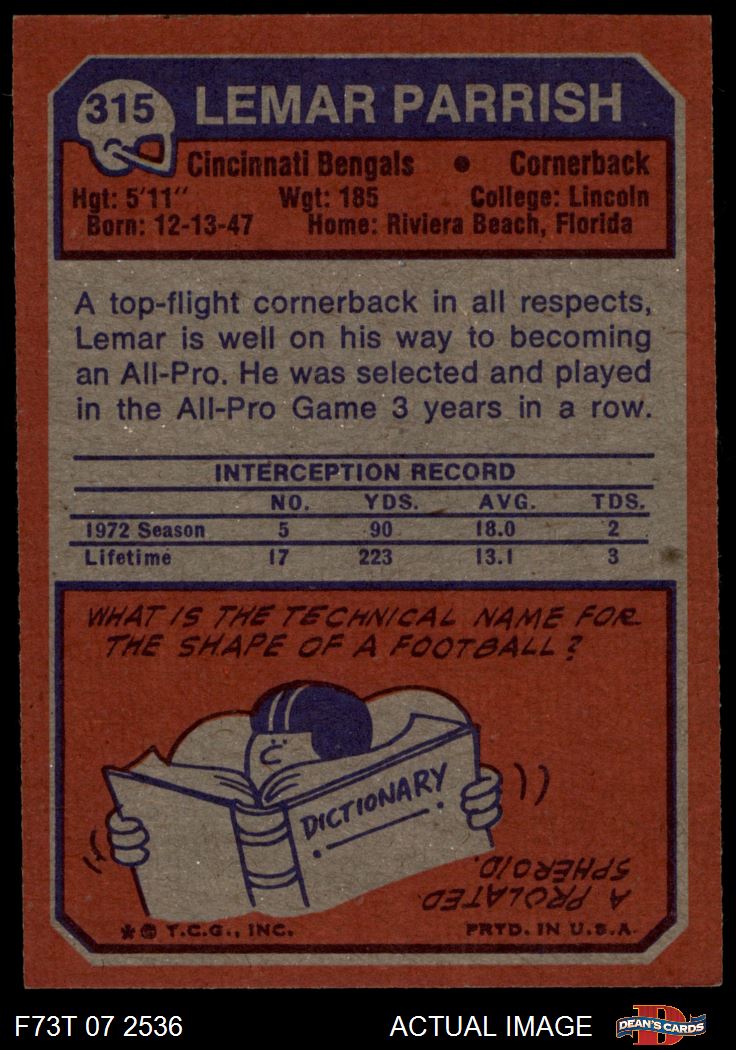 315 LEMAR PARRISH
Cincinnati Bengals • Cornerback
Hgt: 5'11" Wgt: 185 College: Lincoln
Born: 12-13-47 Home: Riviera Beach, Florida
A top-flight cornerback in all respects,
Lemar is well on his way to becoming
an All-Pro. He was selected and played
in the All-Pro Game 3 years in a row.
INTERCEPTION RECORD
NO. YDS. AVG. TDS.
1972 Season 5 90 18.0 2
Lifetime 17 223 13.1 3
WHAT IS THE TECHNICAL NAME FOR
THE SHAPE OF A FOOTBALL?
DICTIONARY
A PROLATED
SPHEROID.
* © T.C.G., INC. PRTD. IN U.S.A.
F73T 07 2536 ACTUAL IMAGE D DEAN'S CARDS